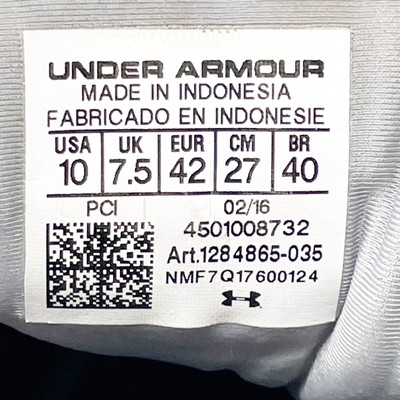 UNDER ARMOUR
MADE IN INDONESIA
FABRICADO EN INDONESIE
USA UK EUR CM BR
10 7.5 42 27 40
PCI 02/16
4501008732
Art.1284865-035
NMF7Q17600124